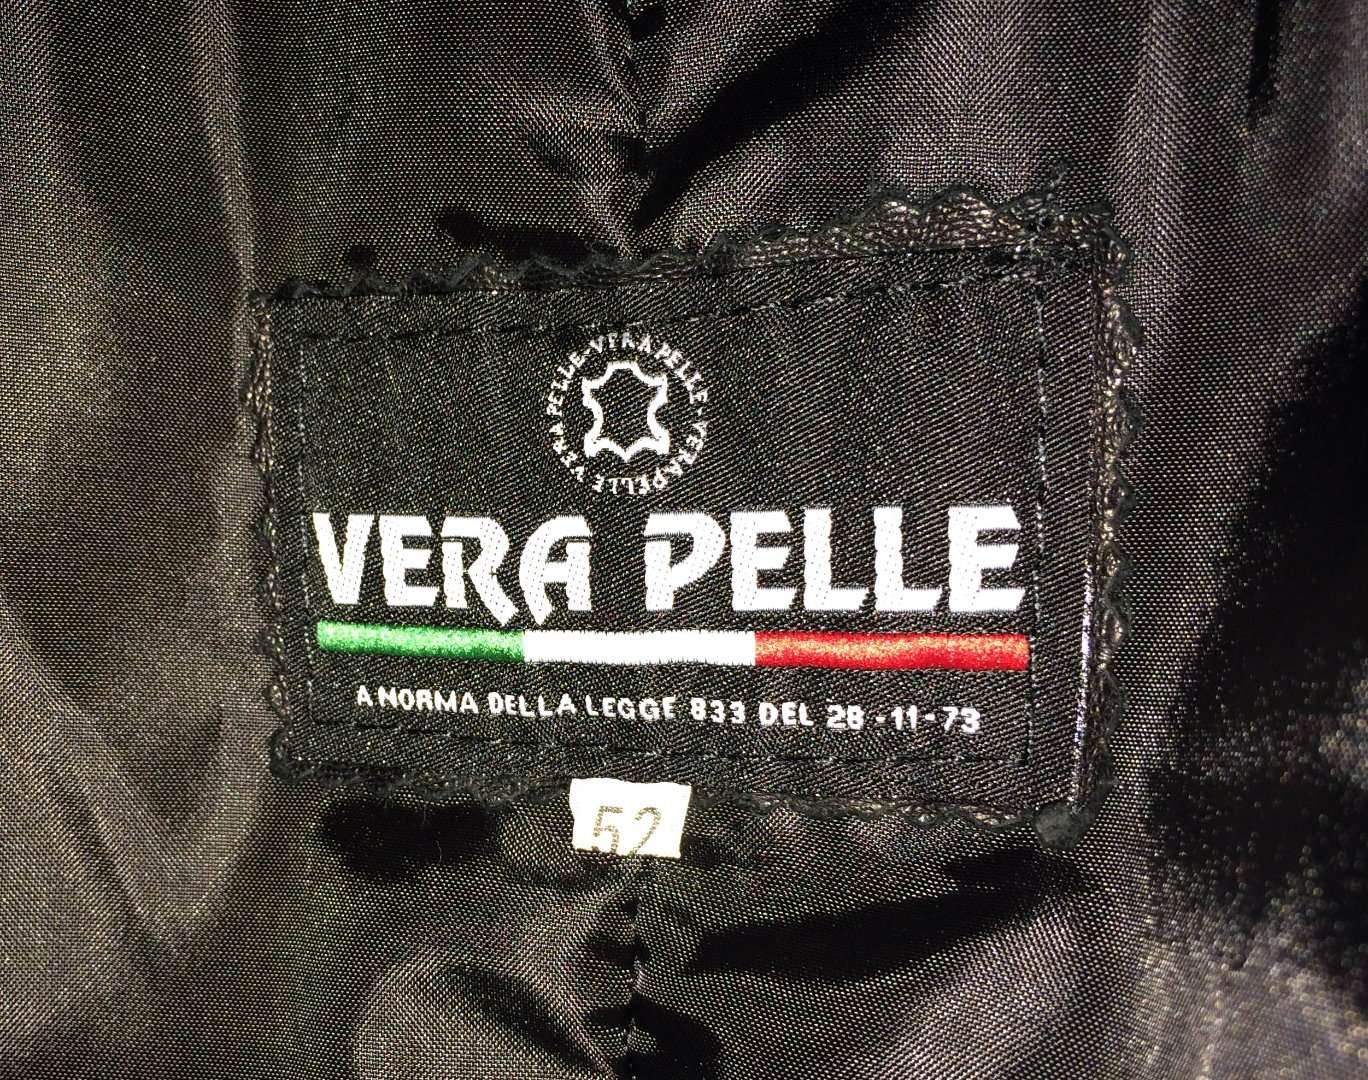 VERA PELLE · VERA PELLE · VERA PELLE
VERA PELLE
A NORMA DELLA LEGGE 833 DEL 28-11-73
52